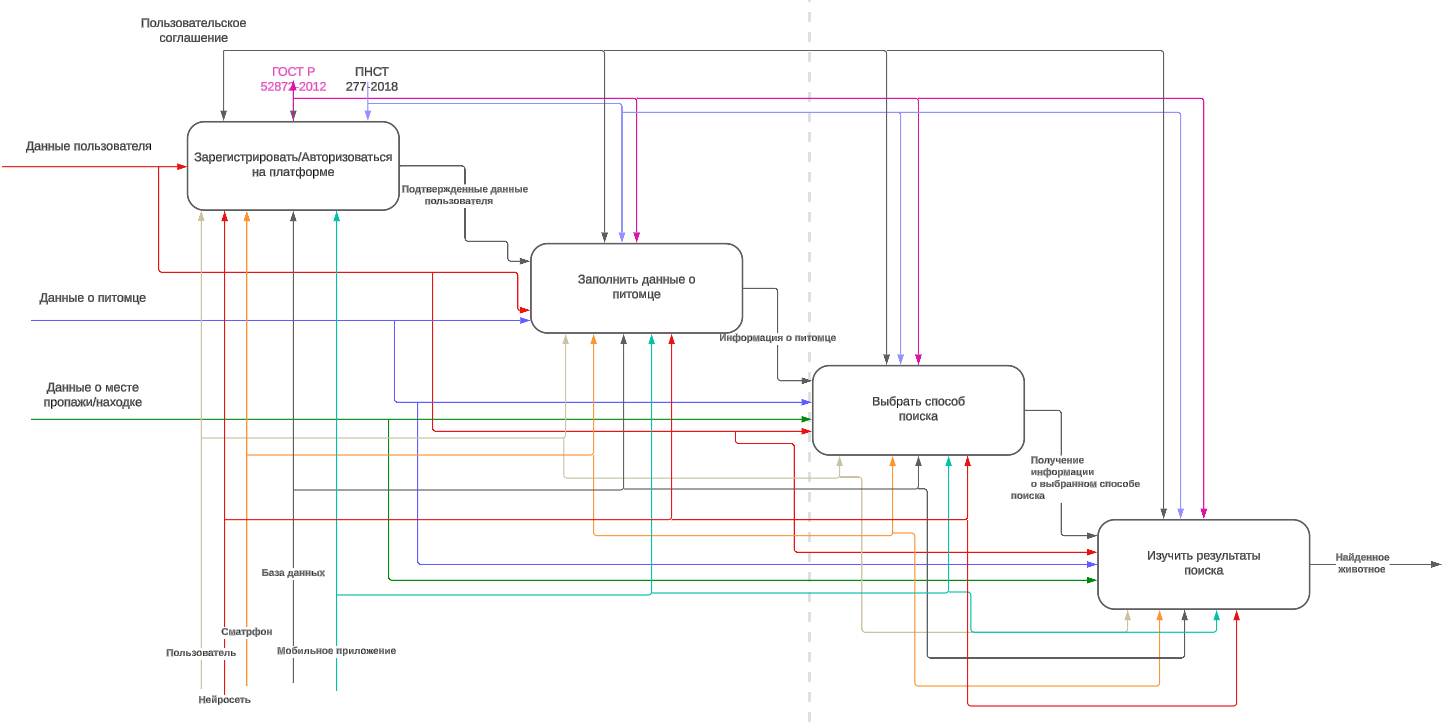 Пользовательское
соглашение
ГОСТ Р
52872-2012
ПНСТ
277-2018
Данные пользователя
Зарегистрировать/Авторизоваться
на платформе
Подтвержденные данные
пользователя
Данные о питомце
Заполнить данные о
питомце
Информация о питомце
Данные о месте
пропажи/находке
Выбрать способ
поиска
Получение
информации
о выбранном способе
поиска
Изучить результаты
поиска
Найденное
животное
База данных
Сматрфон
Пользователь
Мобильное приложение
Нейросеть